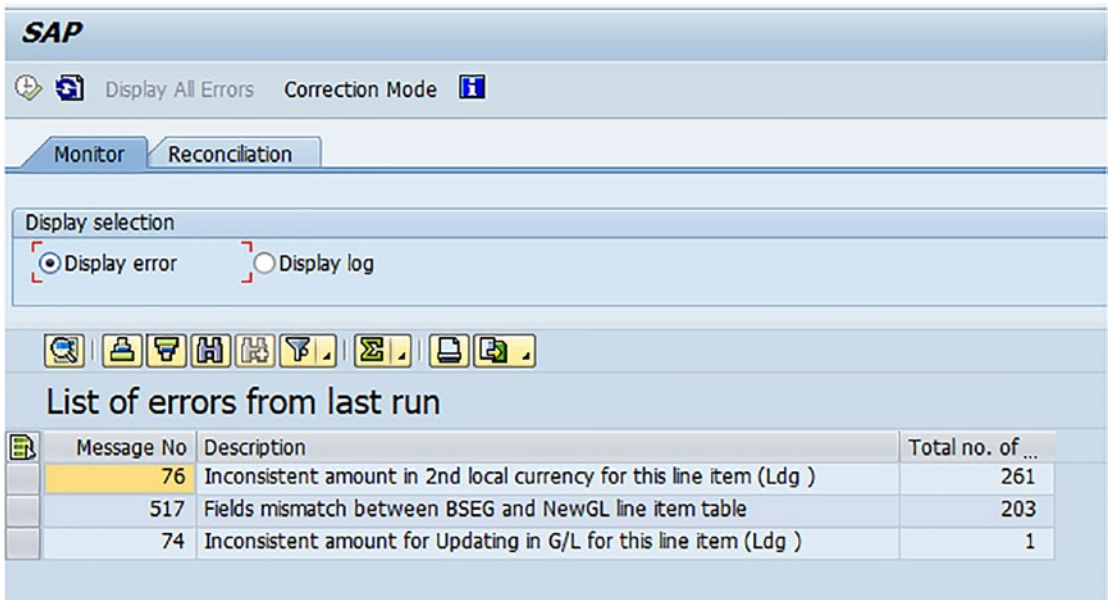 SAP
Display All Errors Correction Mode
Monitor Reconciliation
Display selection
Display error Display log
List of errors from last run
Message No Description Total no. of ...
76 Inconsistent amount in 2nd local currency for this line item (Ldg ) 261
517 Fields mismatch between BSEG and NewGL line item table 203
74 Inconsistent amount for Updating in G/L for this line item (Ldg ) 1